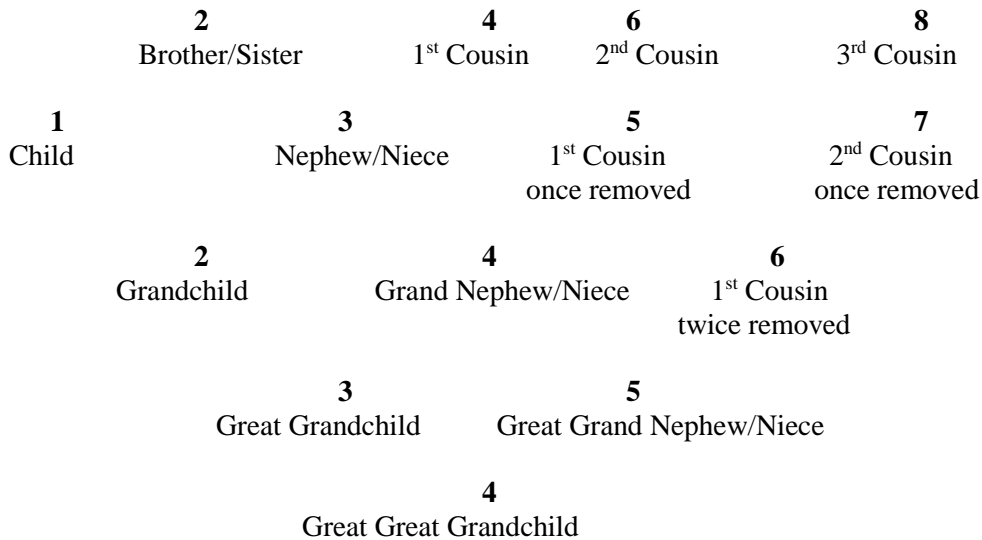 2 4 6 8
Brother/Sister 1st Cousin 2nd Cousin 3rd Cousin
1 3 5 7
Child Nephew/Niece 1st Cousin 2nd Cousin
once removed once removed
2 4 6
Grandchild Grand Nephew/Niece 1st Cousin
twice removed
3 5
Great Grandchild Great Grand Nephew/Niece
4
Great Great Grandchild